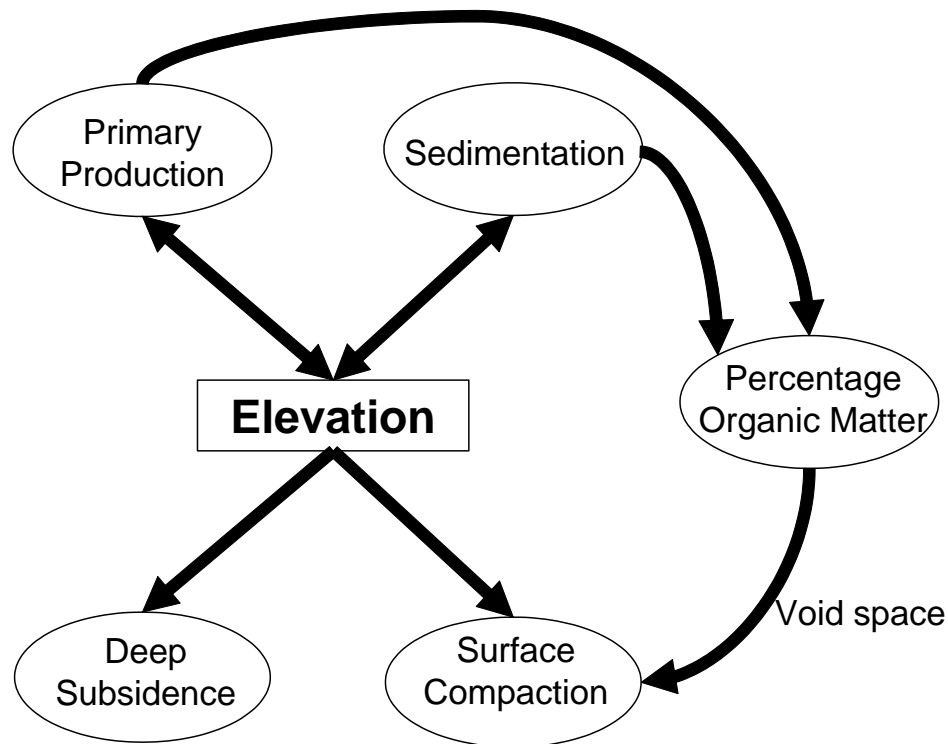 Primary
Production
Sedimentation
Elevation
Percentage
Organic Matter
Void space
Deep
Subsidence
Surface
Compaction